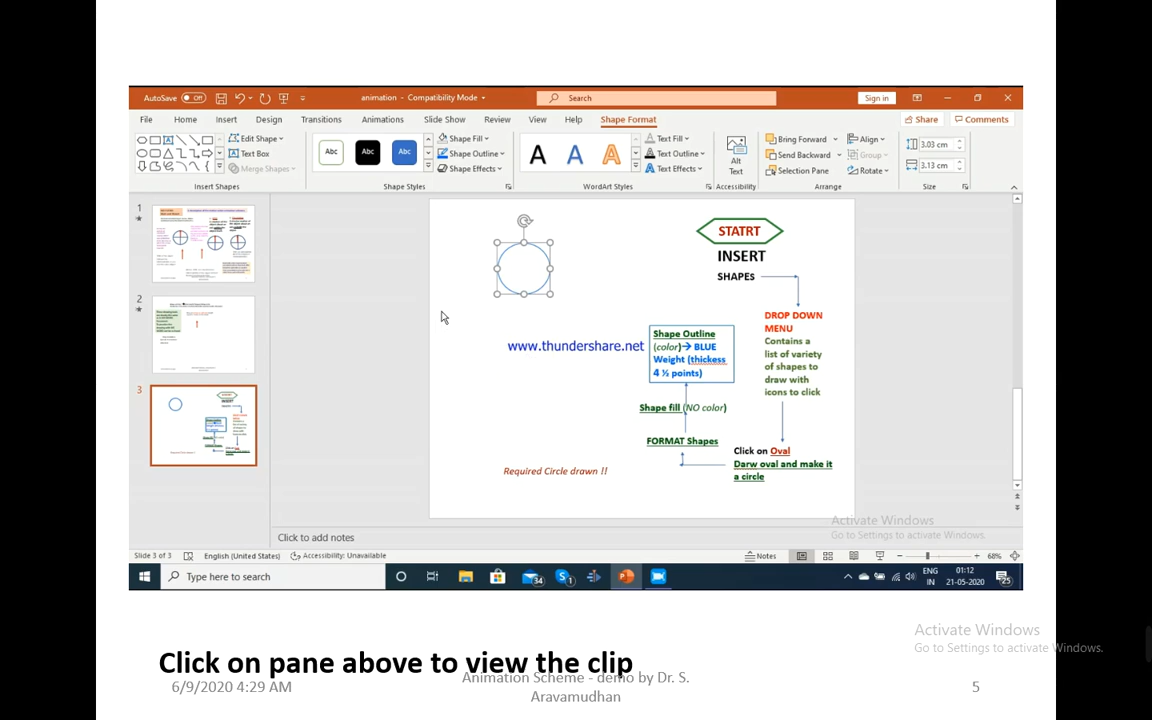 AutoSave Off
animation - Compatibility Mode
Search
Sign in
File Home Insert Design Transitions Animations Slide Show Review View Help Shape Format
Share Comments
Edit Shape
Text Box
Merge Shapes
Insert Shapes
Abc Abc Abc
Shape Fill
Shape Outline
Shape Effects
Shape Styles
A A A
Text Fill
Text Outline
Text Effects
WordArt Styles
Alt
Text
Accessibility
Bring Forward
Send Backward
Selection Pane
Align
Group
Rotate
Arrange
3.03 cm
3.13 cm
Size
1
2
3
STATRT
INSERT
SHAPES
DROP DOWN
MENU
Contains a
list of variety
of shapes to
draw with
icons to click
www.thundershare.net
Shape Outline
(color)→ BLUE
Weight (thickess
4 ½ points)
Shape fill (NO color)
FORMAT Shapes
Click on Oval
Darw oval and make it
a circle
Required Circle drawn !!
Activate Windows
Go to Settings to activate Windows.
Click to add notes
Slide 3 of 3 English (United States) Accessibility: Unavailable
Notes
68%
Type here to search
34
ENG
IN
01:12
21-05-2020
25
Activate Windows
Go to Settings to activate Windows.
Click on pane above to view the clip
6/9/2020 4:29 AM
Animation Scheme - demo by Dr. S.
Aravamudhan
5